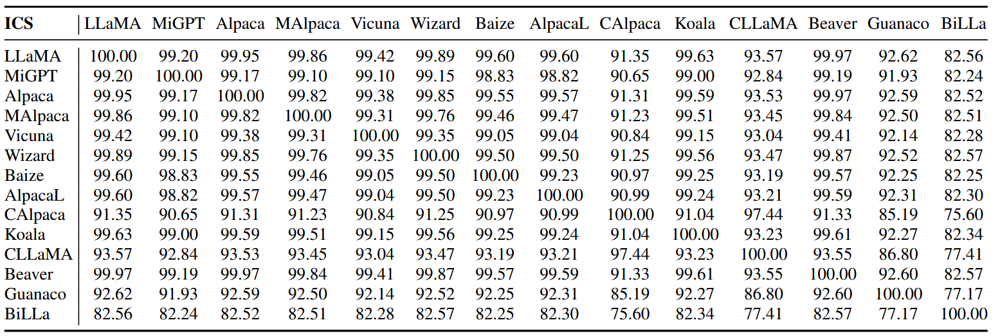 ICS LLaMA MiGPT Alpaca MAlpaca Vicuna Wizard Baize AlpacaL CAlpaca Koala CLLaMA Beaver Guanaco BiLLa
LLaMA 100.00 99.20 99.95 99.86 99.42 99.89 99.60 99.60 91.35 99.63 93.57 99.97 92.62 82.56
MiGPT 99.20 100.00 99.17 99.10 99.10 99.15 98.83 98.82 90.65 99.00 92.84 99.19 91.93 82.24
Alpaca 99.95 99.17 100.00 99.82 99.38 99.85 99.55 99.57 91.31 99.59 93.53 99.97 92.59 82.52
MAlpaca 99.86 99.10 99.82 100.00 99.31 99.76 99.46 99.47 91.23 99.51 93.45 99.84 92.50 82.51
Vicuna 99.42 99.10 99.38 99.31 100.00 99.35 99.05 99.04 90.84 99.15 93.04 99.41 92.14 82.28
Wizard 99.89 99.15 99.85 99.76 99.35 100.00 99.50 99.50 91.25 99.56 93.47 99.87 92.52 82.57
Baize 99.60 98.83 99.55 99.46 99.05 99.50 100.00 99.23 90.97 99.25 93.19 99.57 92.25 82.25
AlpacaL 99.60 98.82 99.57 99.47 99.04 99.50 99.23 100.00 90.99 99.24 93.21 99.59 92.31 82.30
CAlpaca 91.35 90.65 91.31 91.23 90.84 91.25 90.97 90.99 100.00 91.04 97.44 91.33 85.19 75.60
Koala 99.63 99.00 99.59 99.51 99.15 99.56 99.25 99.24 91.04 100.00 93.23 99.61 92.27 82.34
CLLaMA 93.57 92.84 93.53 93.45 93.04 93.47 93.19 93.21 97.44 93.23 100.00 93.55 86.80 77.41
Beaver 99.97 99.19 99.97 99.84 99.41 99.87 99.57 99.59 91.33 99.61 93.55 100.00 92.60 82.57
Guanaco 92.62 91.93 92.59 92.50 92.14 92.52 92.25 92.31 85.19 92.27 86.80 92.60 100.00 77.17
BiLLa 82.56 82.24 82.52 82.51 82.28 82.57 82.25 82.30 75.60 82.34 77.41 82.57 77.17 100.00